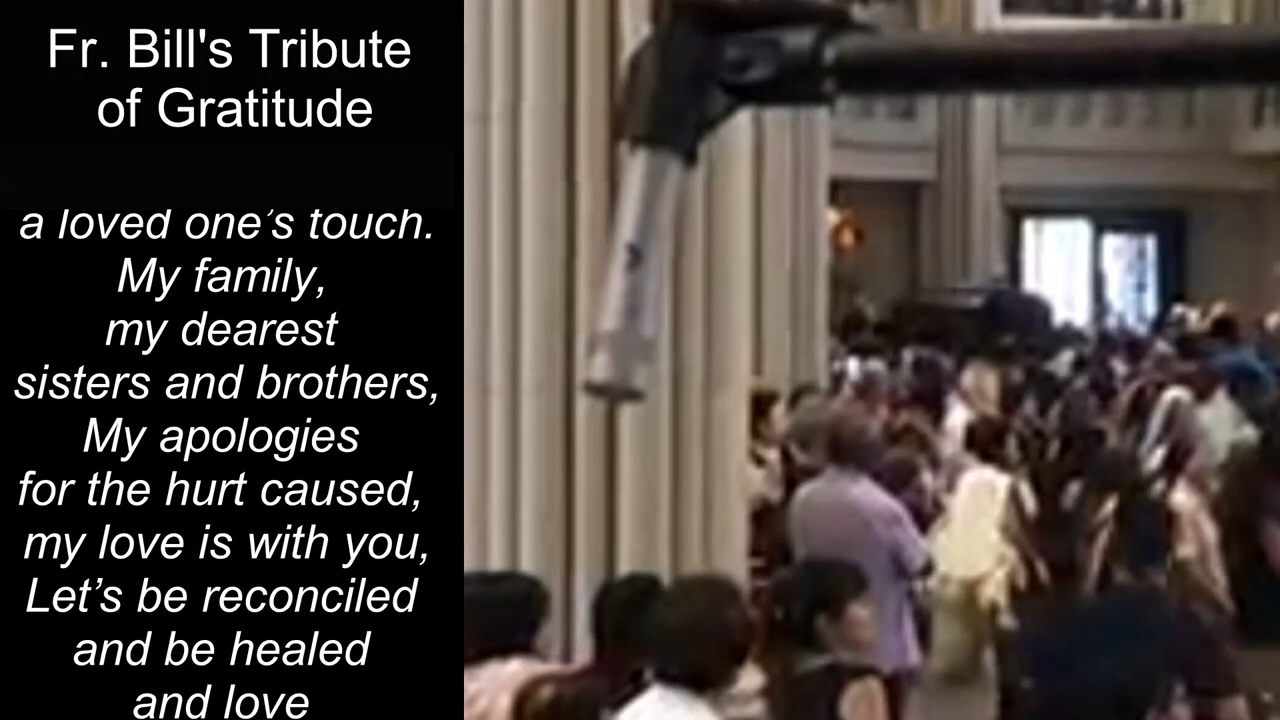 Fr. Bill's Tribute
of Gratitude
a loved one’s touch.
My family,
my dearest
sisters and brothers,
My apologies
for the hurt caused,
my love is with you,
Let’s be reconciled
and be healed
and love